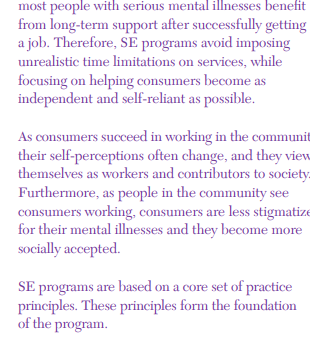 most people with serious mental illnesses benefit
from long-term support after successfully getting
a job. Therefore, SE programs avoid imposing
unrealistic time limitations on services, while
focusing on helping consumers become as
independent and self-reliant as possible.
As consumers succeed in working in the communit
their self-perceptions often change, and they view
themselves as workers and contributors to society.
Furthermore, as people in the community see
consumers working, consumers are less stigmatize
for their mental illnesses and they become more
socially accepted.
SE programs are based on a core set of practice
principles. These principles form the foundation
of the program.